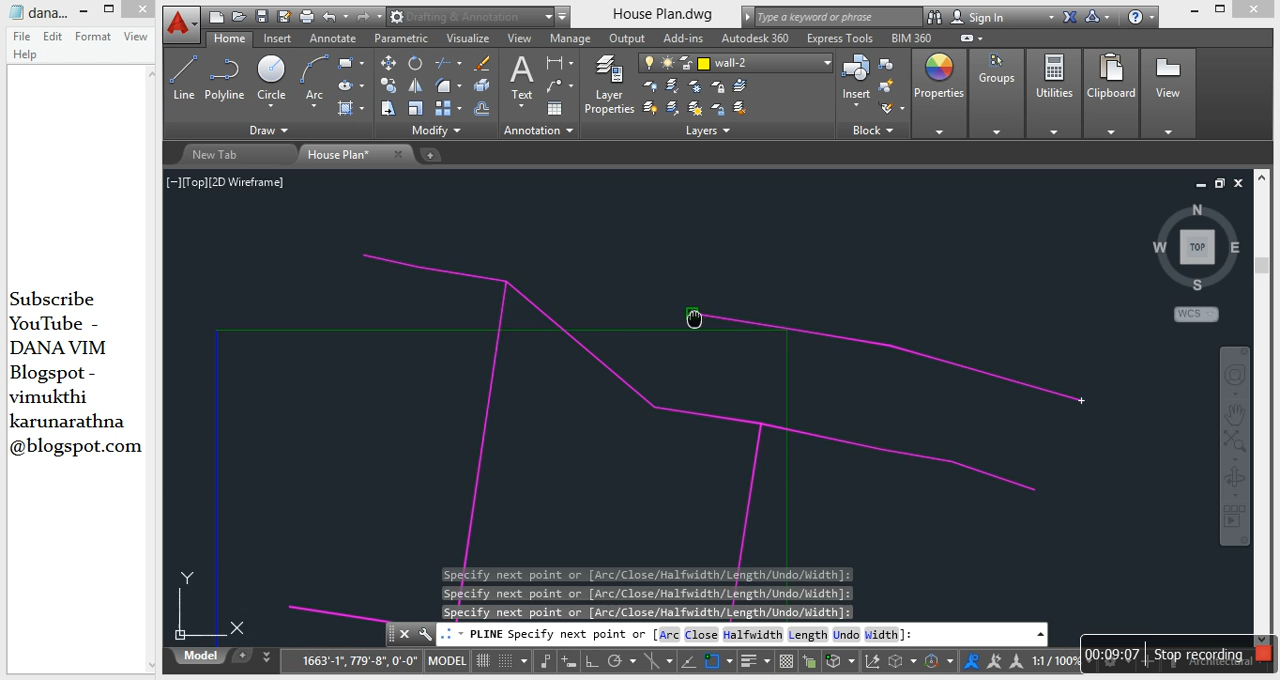 dana...
File Edit Format View
Help
Subscribe
YouTube -
DANA VIM
Blogspot -
vimukthi
karunarathna
@blogspot.com
Drafting & Annotation
House Plan.dwg
Type a keyword or phrase
Sign In
Home Insert Annotate Parametric Visualize View Manage Output Add-ins Autodesk 360 Express Tools BIM 360
wall-2
Line Polyline Circle Arc
Text
Layer
Properties
Insert
Properties
Groups
Utilities
Clipboard
View
Draw Modify Annotation Layers Block
New Tab House Plan*
[−][Top][2D Wireframe]
N
W TOP E
S
WCS
Y
X
Specify next point or [Arc/Close/Halfwidth/Length/Undo/Width]:
Specify next point or [Arc/Close/Halfwidth/Length/Undo/Width]:
Specify next point or [Arc/Close/Halfwidth/Length/Undo/Width]:
PLINE Specify next point or [Arc Close Halfwidth Length Undo Width]:
Model
1663'-1", 779'-8", 0'-0" MODEL
1:1 / 100%
Architectural
00:09:07 Stop recording